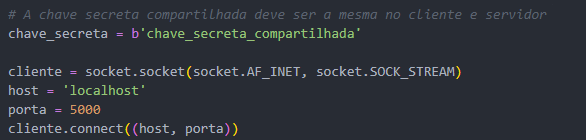 # A chave secreta compartilhada deve ser a mesma no cliente e servidor
chave_secreta = b'chave_secreta_compartilhada'
cliente = socket.socket(socket.AF_INET, socket.SOCK_STREAM)
host = 'localhost'
porta = 5000
cliente.connect((host, porta))